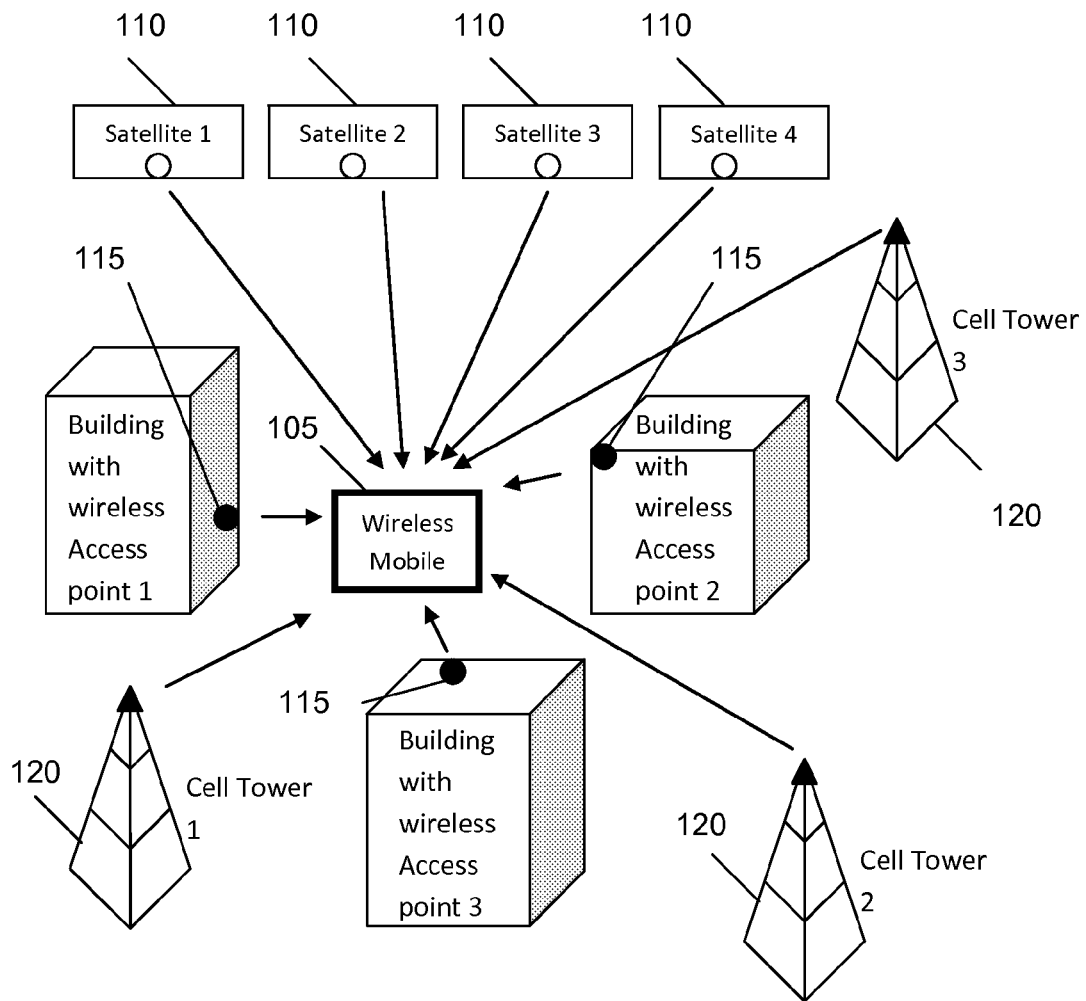 110
110
110
110
Satellite 1
Satellite 2
Satellite 3
Satellite 4
115
115
Cell Tower
3
105
Building
with
wireless
Access
point 1
Building
with
wireless
Access
point 2
120
Wireless
Mobile
115
120
Cell Tower
1
Building
with
wireless
Access
point 3
120
Cell Tower
2